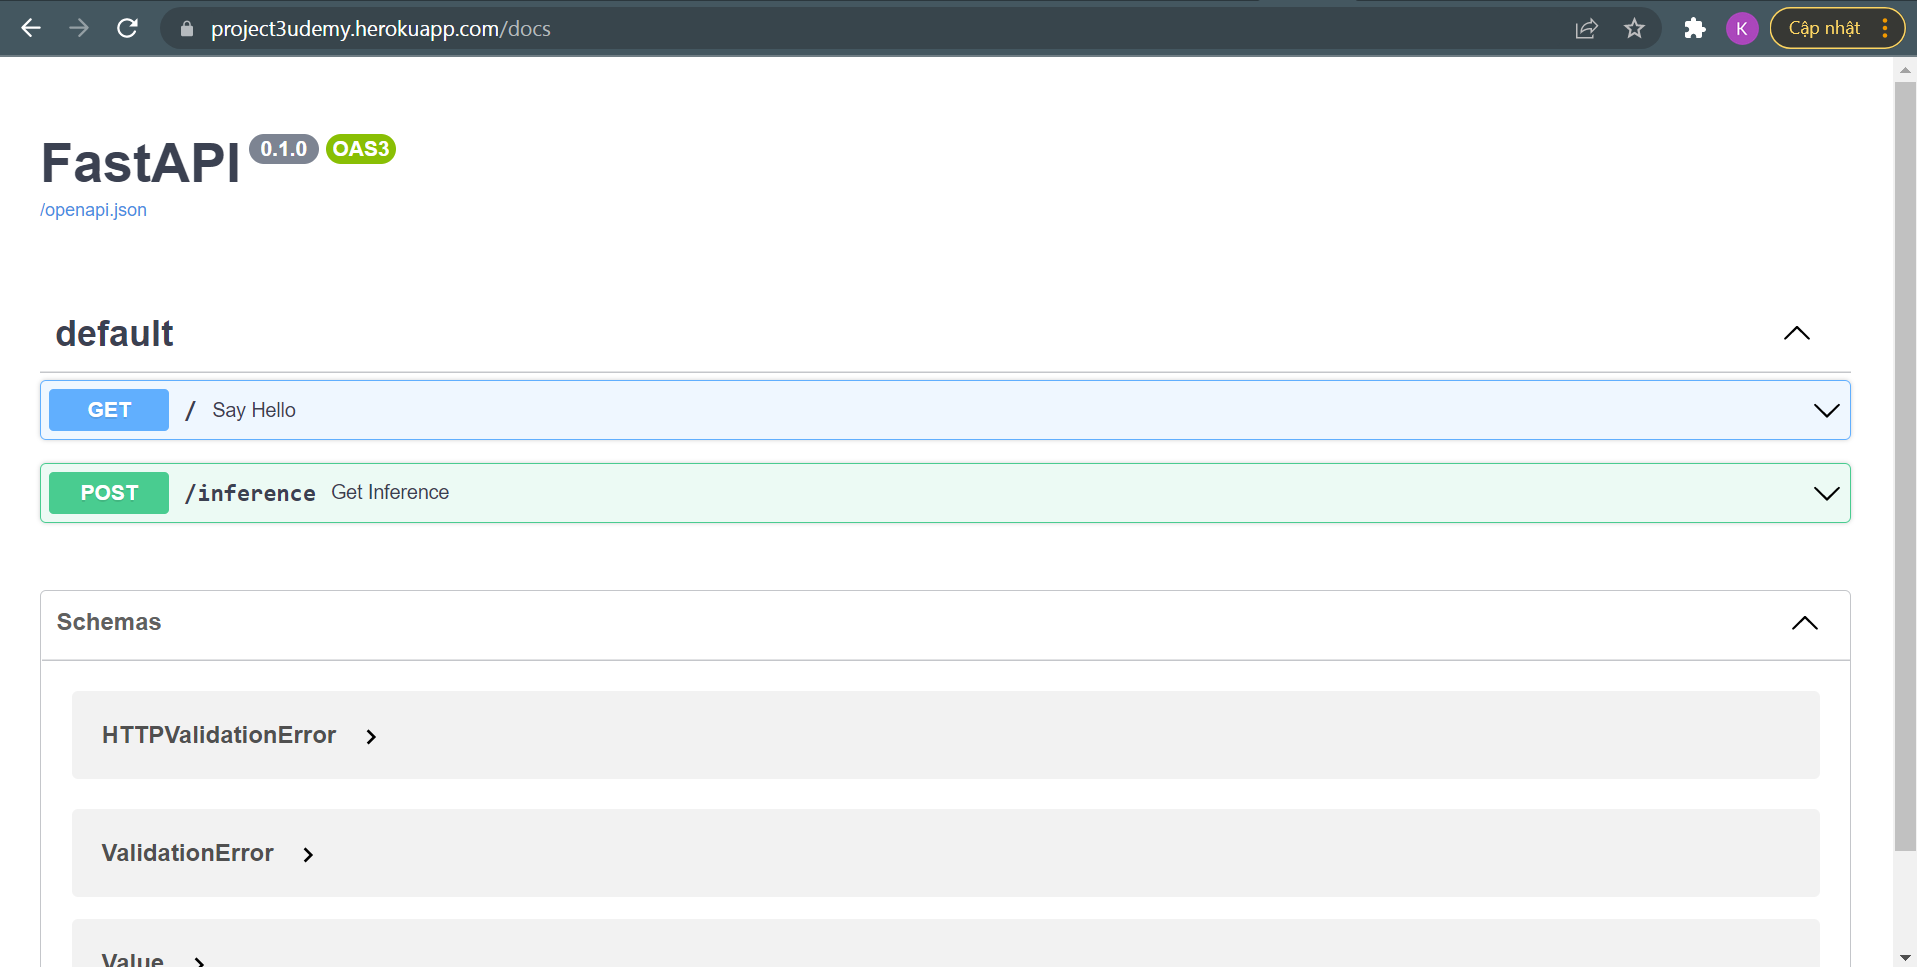 project3udemy.herokuapp.com/docs
K
Cập nhật
FastAPI 0.1.0 OAS3
/openapi.json
default
GET / Say Hello
POST /inference Get Inference
Schemas
HTTPValidationError
ValidationError
Value